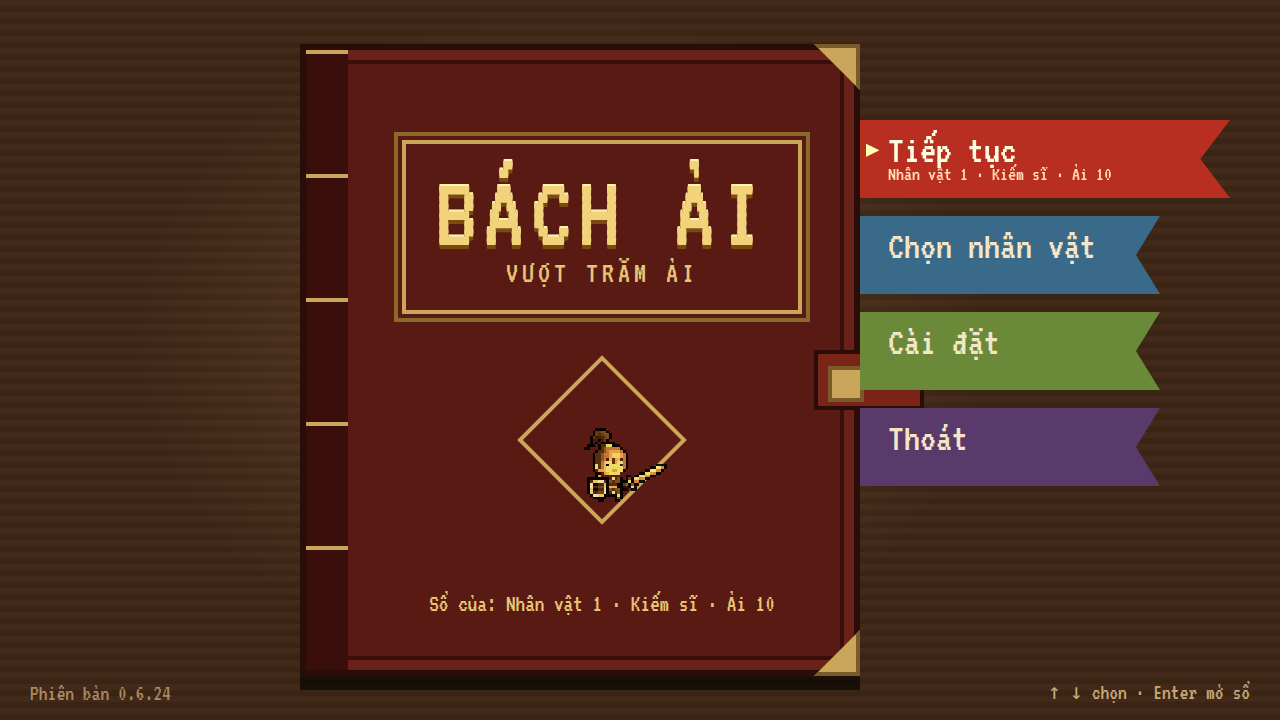 BÁCH ẢI
VƯỢT TRĂM ẢI
Sổ của: Nhân vật 1 · Kiếm sĩ · Ải 10
▶ Tiếp tục
Nhân vật 1 · Kiếm sĩ · Ải 10
Chọn nhân vật
Cài đặt
Thoát
Phiên bản 0.6.24
↑ ↓ chọn · Enter mở sổ